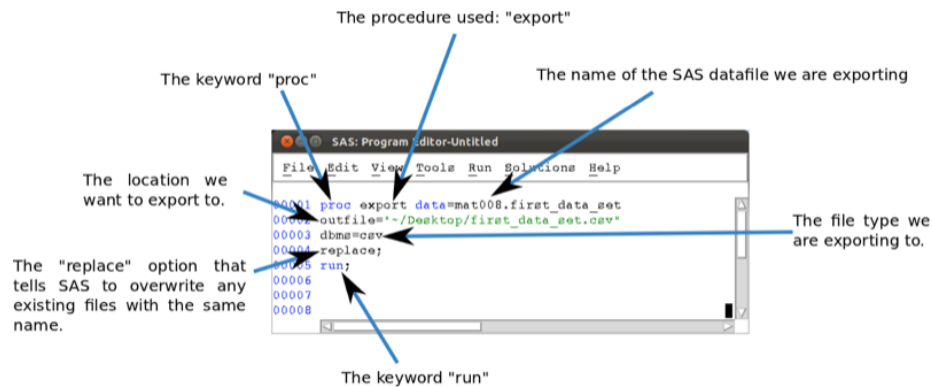 The procedure used: "export"
The keyword "proc"
The name of the SAS datafile we are exporting
SAS: Program Editor-Untitled
File Edit View Tools Run Solutions Help
The location we
want to export to.
00001 proc export data=mat008.first_data_set
00002 outfile='~/Desktop/first_data_set.csv"
00003 dbms=csv
00004 replace;
00005 run;
00006
00007
00008
The file type we
are exporting to.
The "replace" option that
tells SAS to overwrite any
existing files with the same
name.
The keyword "run"